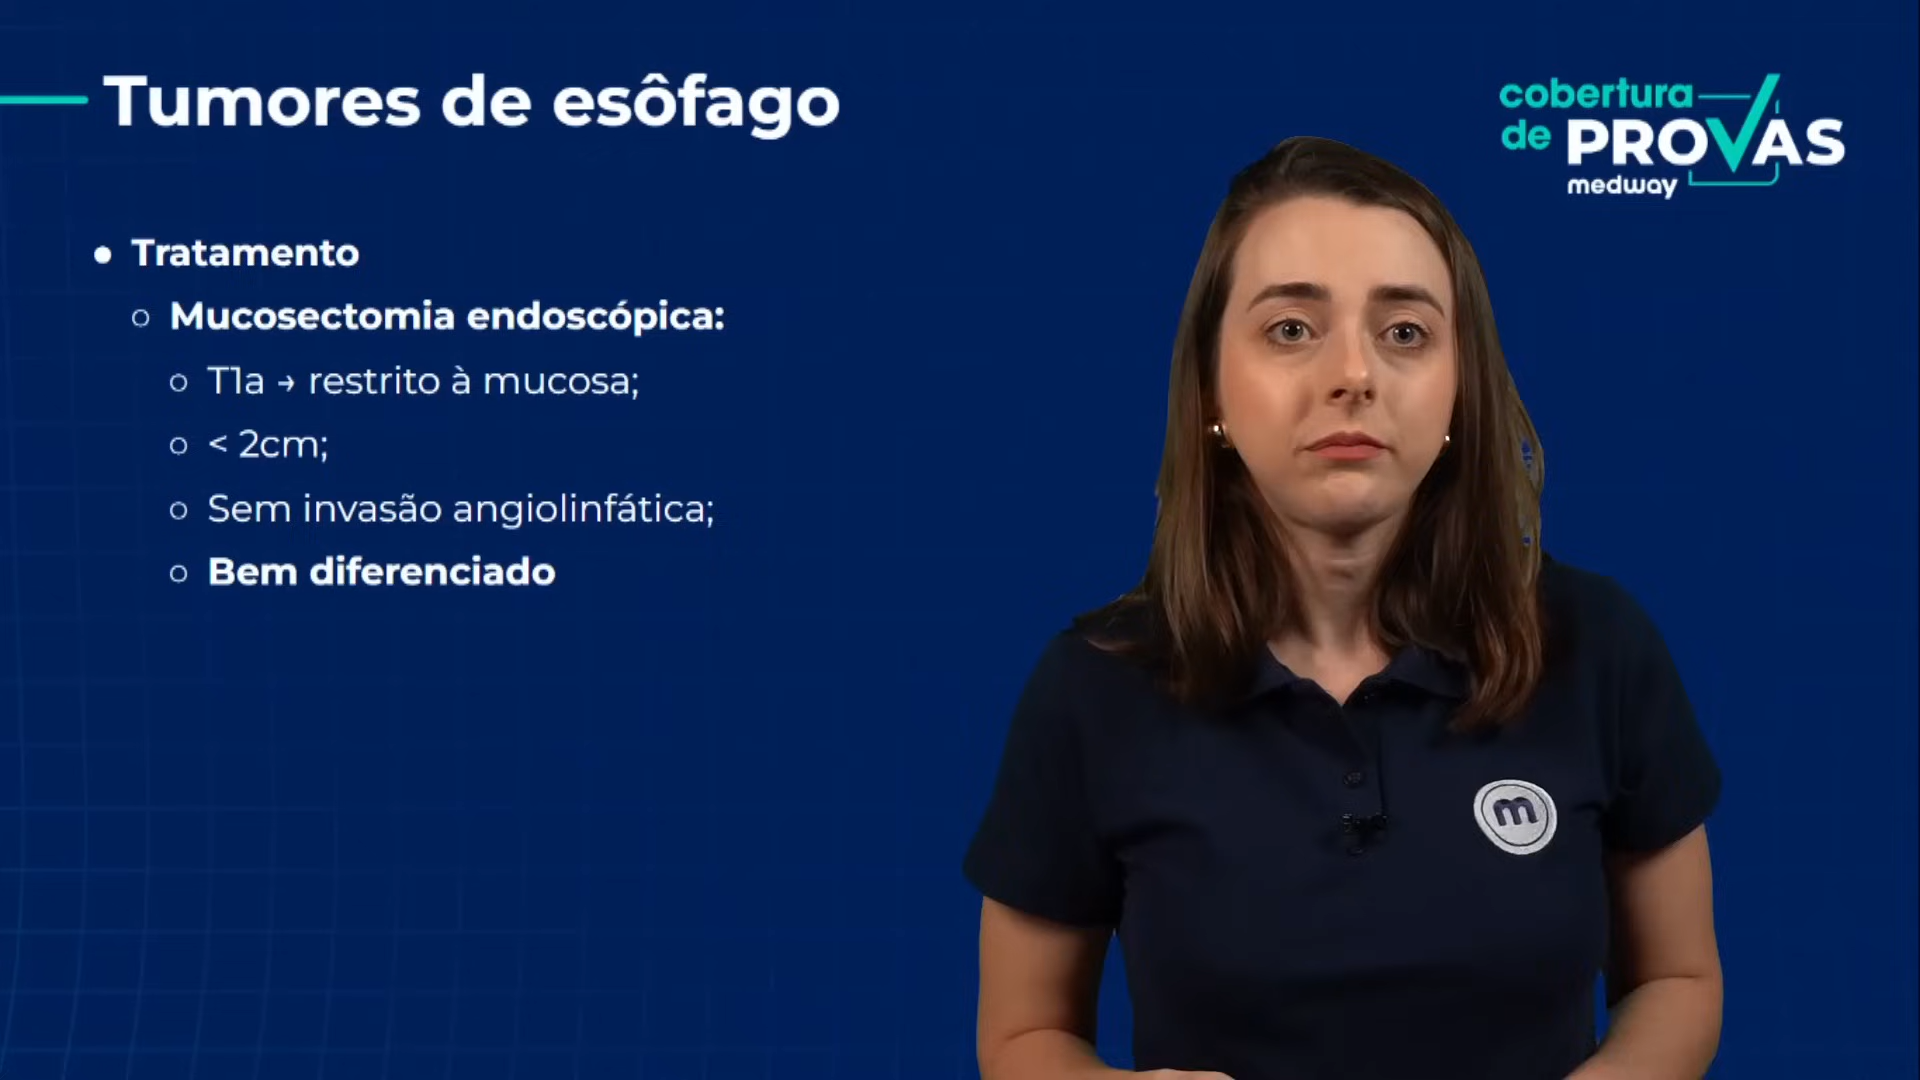 Tumores de esôfago
cobertura
de PROVAS
medway
● Tratamento
○ Mucosectomia endoscópica:
○ T1a → restrito à mucosa;
○ < 2cm;
○ Sem invasão angiolinfática;
○ Bem diferenciado
m